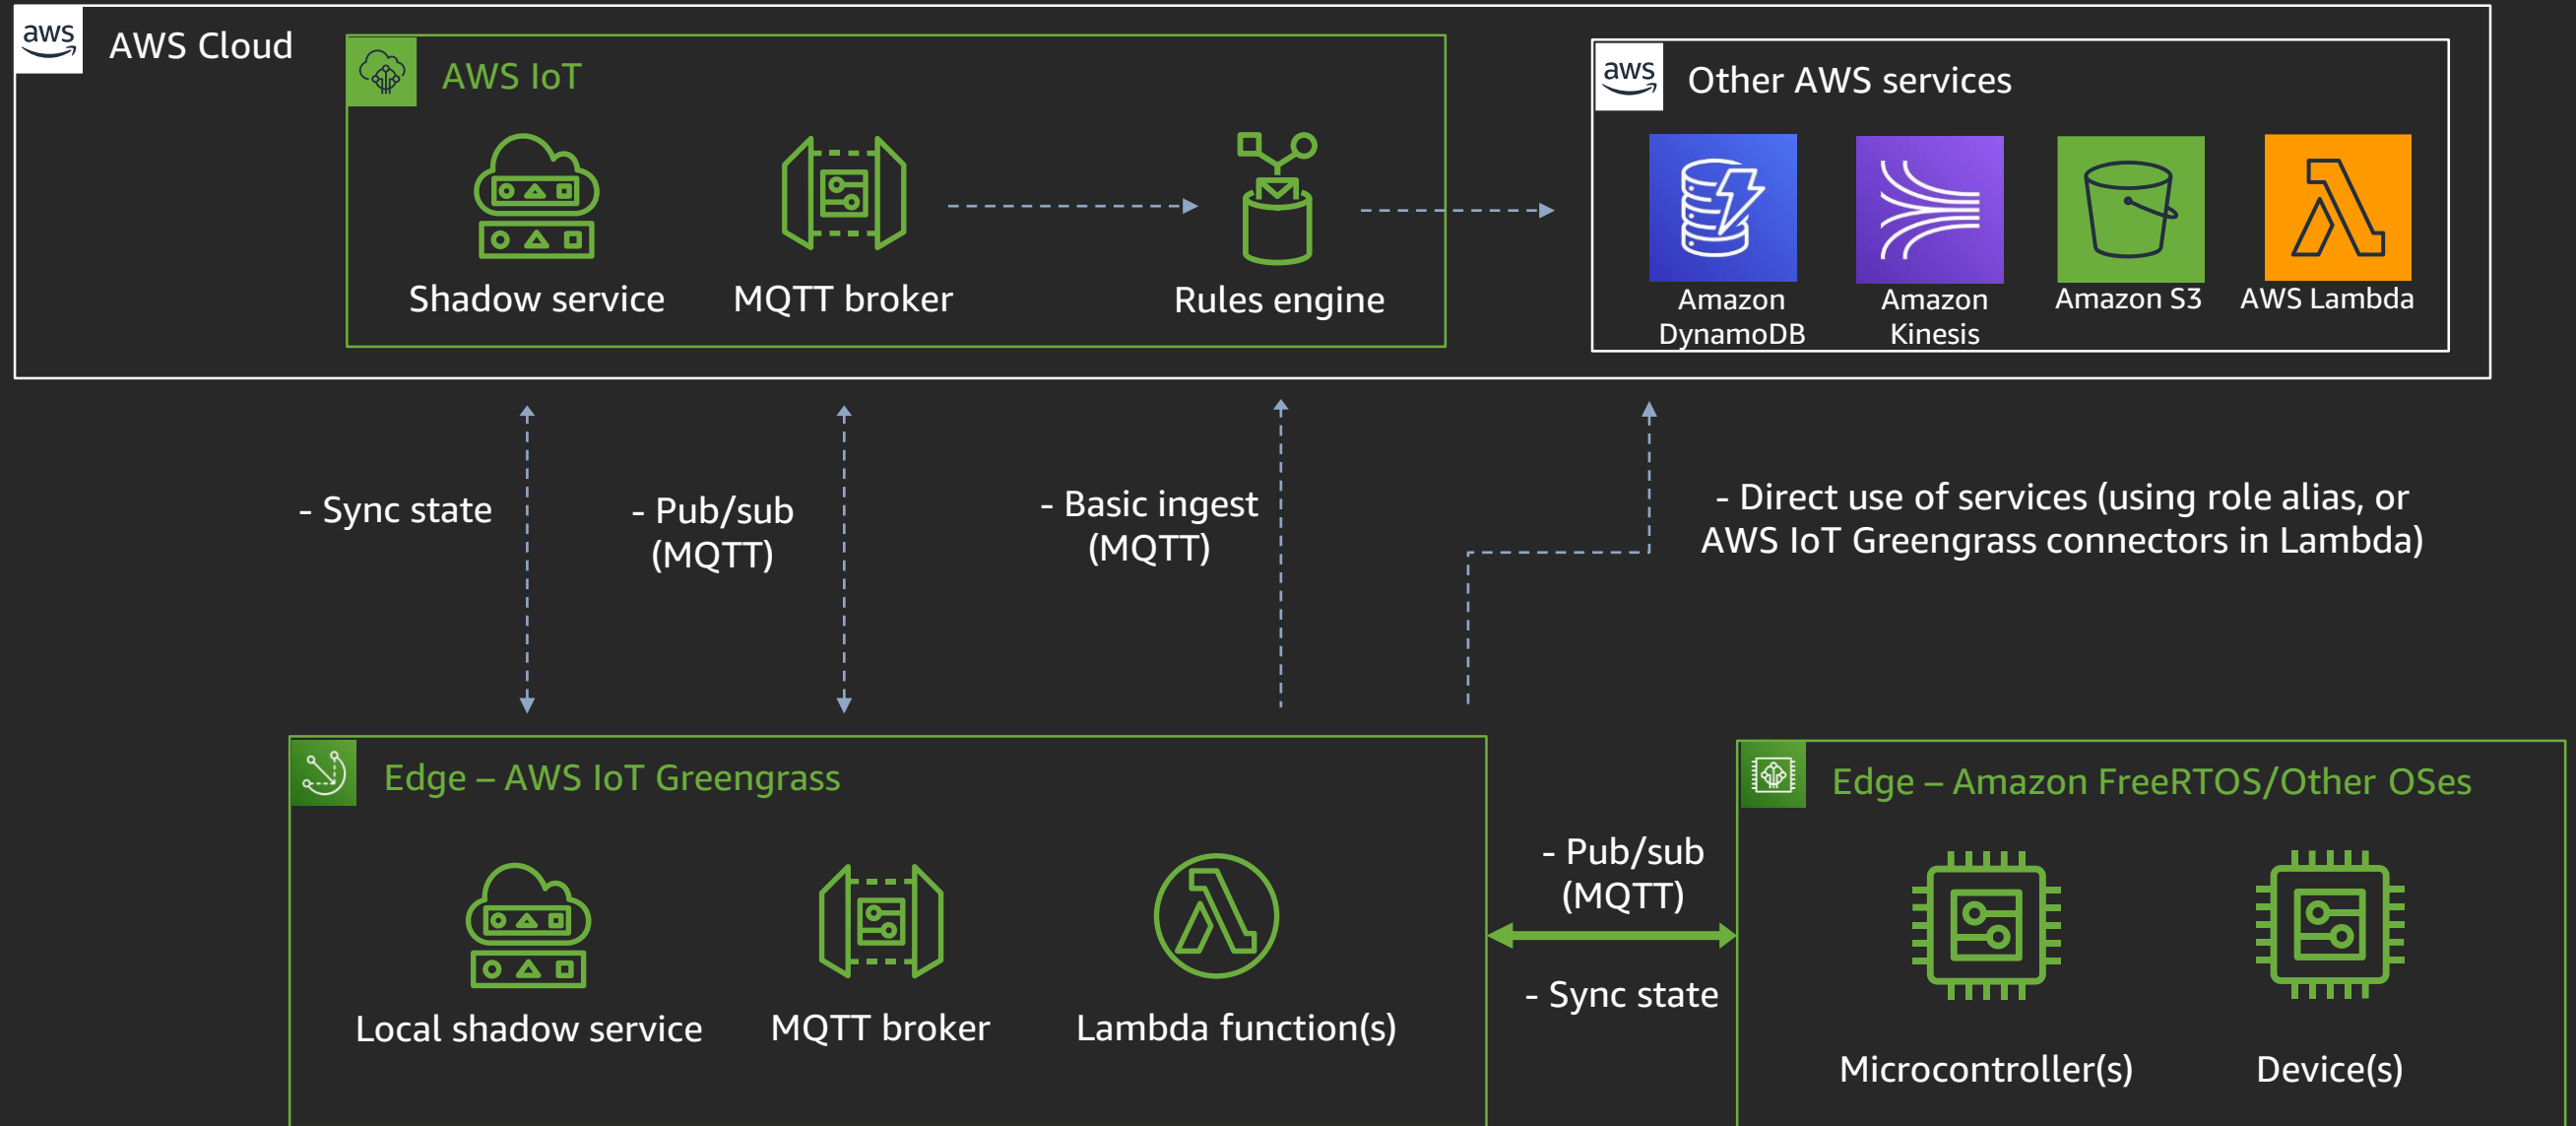 aws
AWS Cloud
AWS IoT
aws
Other AWS services
Shadow service
MQTT broker
Rules engine
Amazon
DynamoDB
Amazon
Kinesis
Amazon S3
AWS Lambda
- Sync state
- Pub/sub
(MQTT)
- Basic ingest
(MQTT)
- Direct use of services (using role alias, or
AWS IoT Greengrass connectors in Lambda)
Edge – AWS IoT Greengrass
Local shadow service
MQTT broker
Lambda function(s)
- Pub/sub
(MQTT)
- Sync state
Edge – Amazon FreeRTOS/Other OSes
Microcontroller(s)
Device(s)